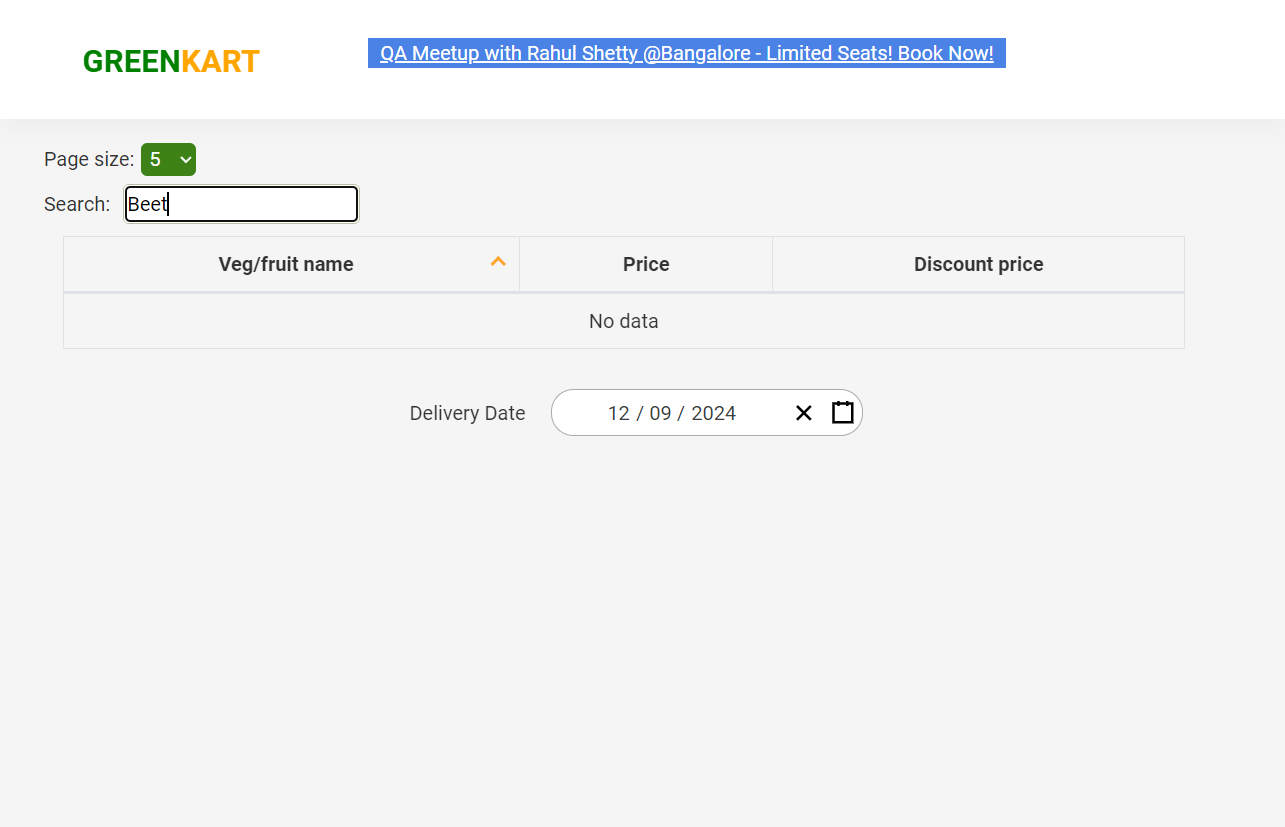 GREENKART
QA Meetup with Rahul Shetty @Bangalore - Limited Seats! Book Now!
Page size: 5
Search: Beet
Veg/fruit name Price Discount price
No data
Delivery Date 12 / 09 / 2024